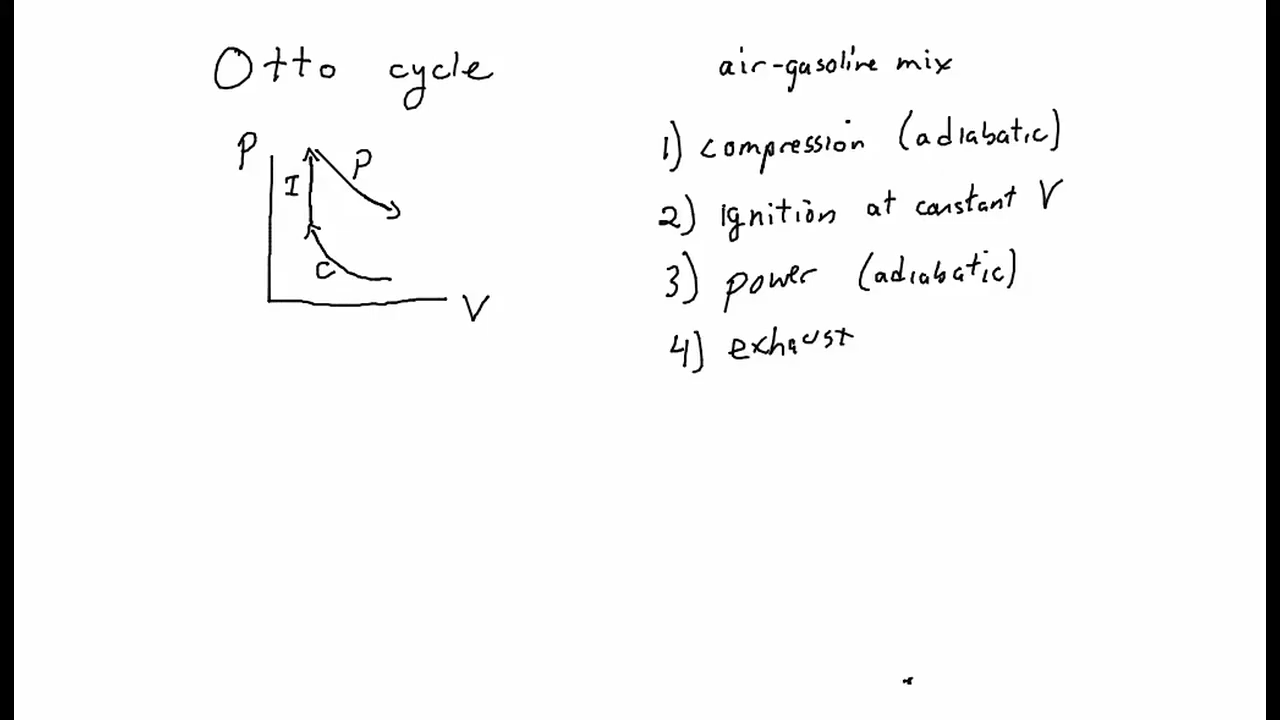 Otto cycle
P
I
P
C
V
air-gasoline mix
1) compression (adiabatic)
2) ignition at constant V
3) power (adiabatic)
4) exhaust